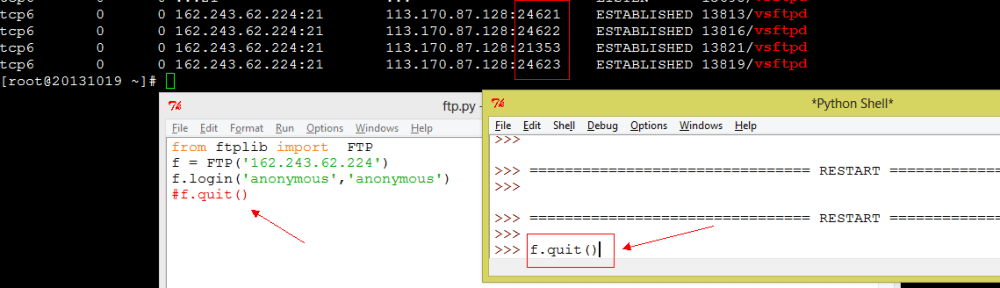 tcp6 0 0 162.243.62.224:21 113.170.87.128:24621 ESTABLISHED 13813/vsftpd
tcp6 0 0 162.243.62.224:21 113.170.87.128:24622 ESTABLISHED 13816/vsftpd
tcp6 0 0 162.243.62.224:21 113.170.87.128:21353 ESTABLISHED 13821/vsftpd
tcp6 0 0 162.243.62.224:21 113.170.87.128:24623 ESTABLISHED 13819/vsftpd
[root@20131019 ~]#
ftp.py -
File Edit Format Run Options Windows Help
from ftplib import FTP
f = FTP('162.243.62.224')
f.login('anonymous','anonymous')
#f.quit()
*Python Shell*
File Edit Shell Debug Options Windows Help
>>>
>>> ================================ RESTART ================
>>>
>>> ================================ RESTART ================
>>>
>>> f.quit()